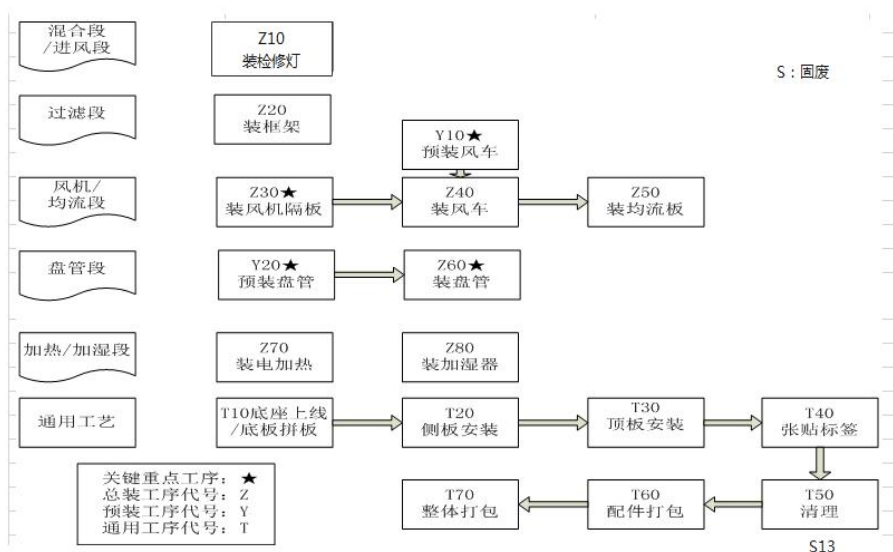 混合段
/进风段
Z10
装检修灯
S：固废
过滤段
Z20
装框架
Y10★
预装风车
风机/
均流段
Z30★
装风机隔板
Z40
装风车
Z50
装均流板
盘管段
Y20★
预装盘管
Z60★
装盘管
加热/加湿段
Z70
装电加热
Z80
装加湿器
通用工艺
T10底座上线
/底板拼板
T20
侧板安装
T30
顶板安装
T40
张贴标签
关键重点工序：★
总装工序代号：Z
预装工序代号：Y
通用工序代号：T
T70
整体打包
T60
配件打包
T50
清理
S13